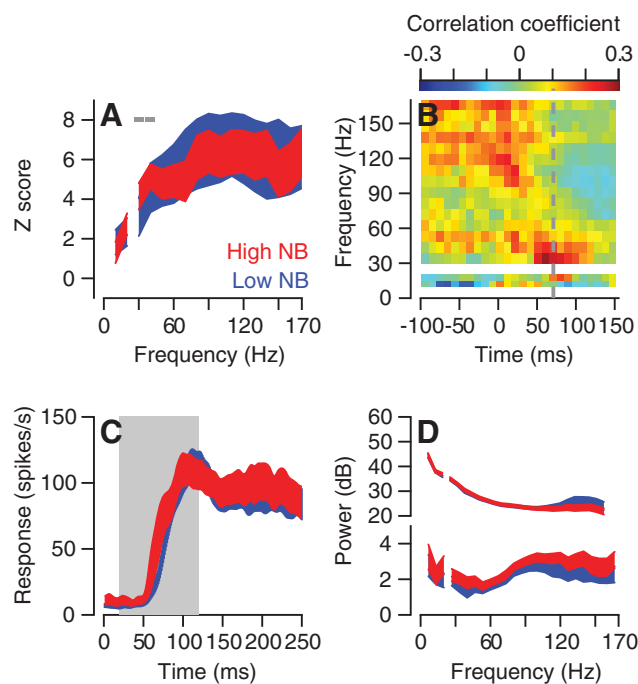 Correlation coefficient
-0.3 0 0.3
A
B
8
6
4
2
0
Z score
High NB
Low NB
0 60 120 170
Frequency (Hz)
150
120
90
60
30
0
Frequency (Hz)
-100 -50 0 50 100 150
Time (ms)
C
D
150
100
50
0
Response (spikes/s)
0 50 100 150 200 250
Time (ms)
60
50
40
30
20
4
2
0
Power (dB)
0 60 120 170
Frequency (Hz)